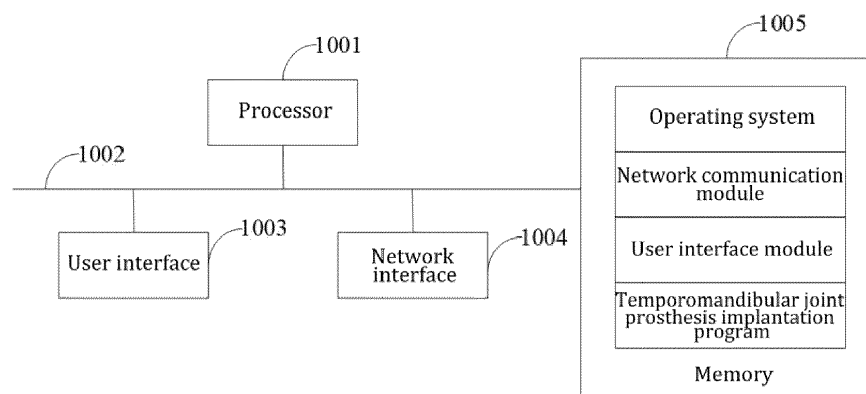 1001
1005
Processor
Operating system
1002
Network communication
module
1003
1004
User interface
Network
interface
User interface module
Temporomandibular joint
prosthesis implantation
program
Memory